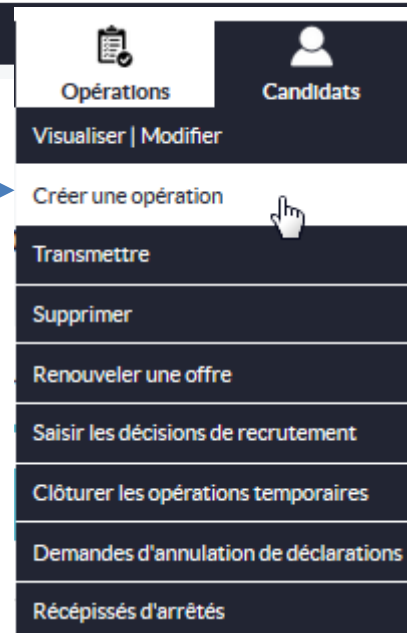 Opérations
Candidats
Visualiser | Modifier
Créer une opération
Transmettre
Supprimer
Renouveler une offre
Saisir les décisions de recrutement
Clôturer les opérations temporaires
Demandes d'annulation de déclarations
Récépissés d'arrêtés